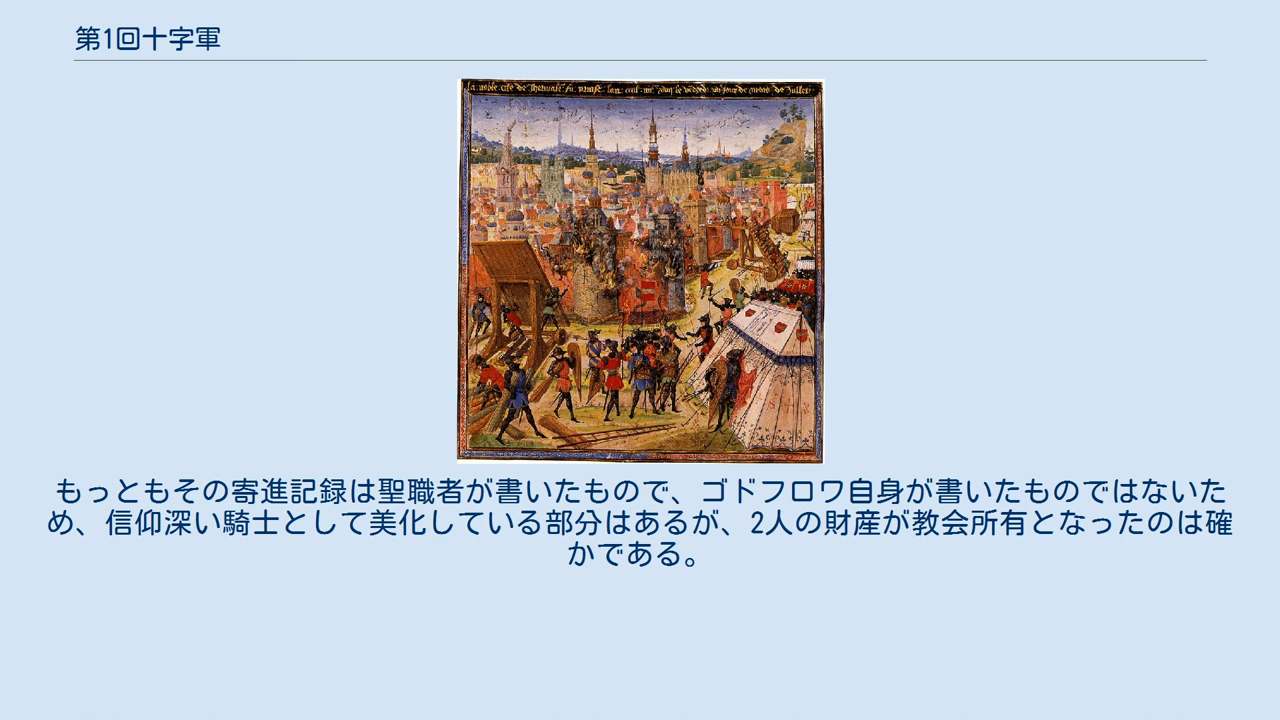 第1回十字軍
もっともその寄進記録は聖職者が書いたもので、ゴドフロワ自身が書いたものではないた
め、信仰深い騎士として美化している部分はあるが、2人の財産が教会所有となったのは確
かである。